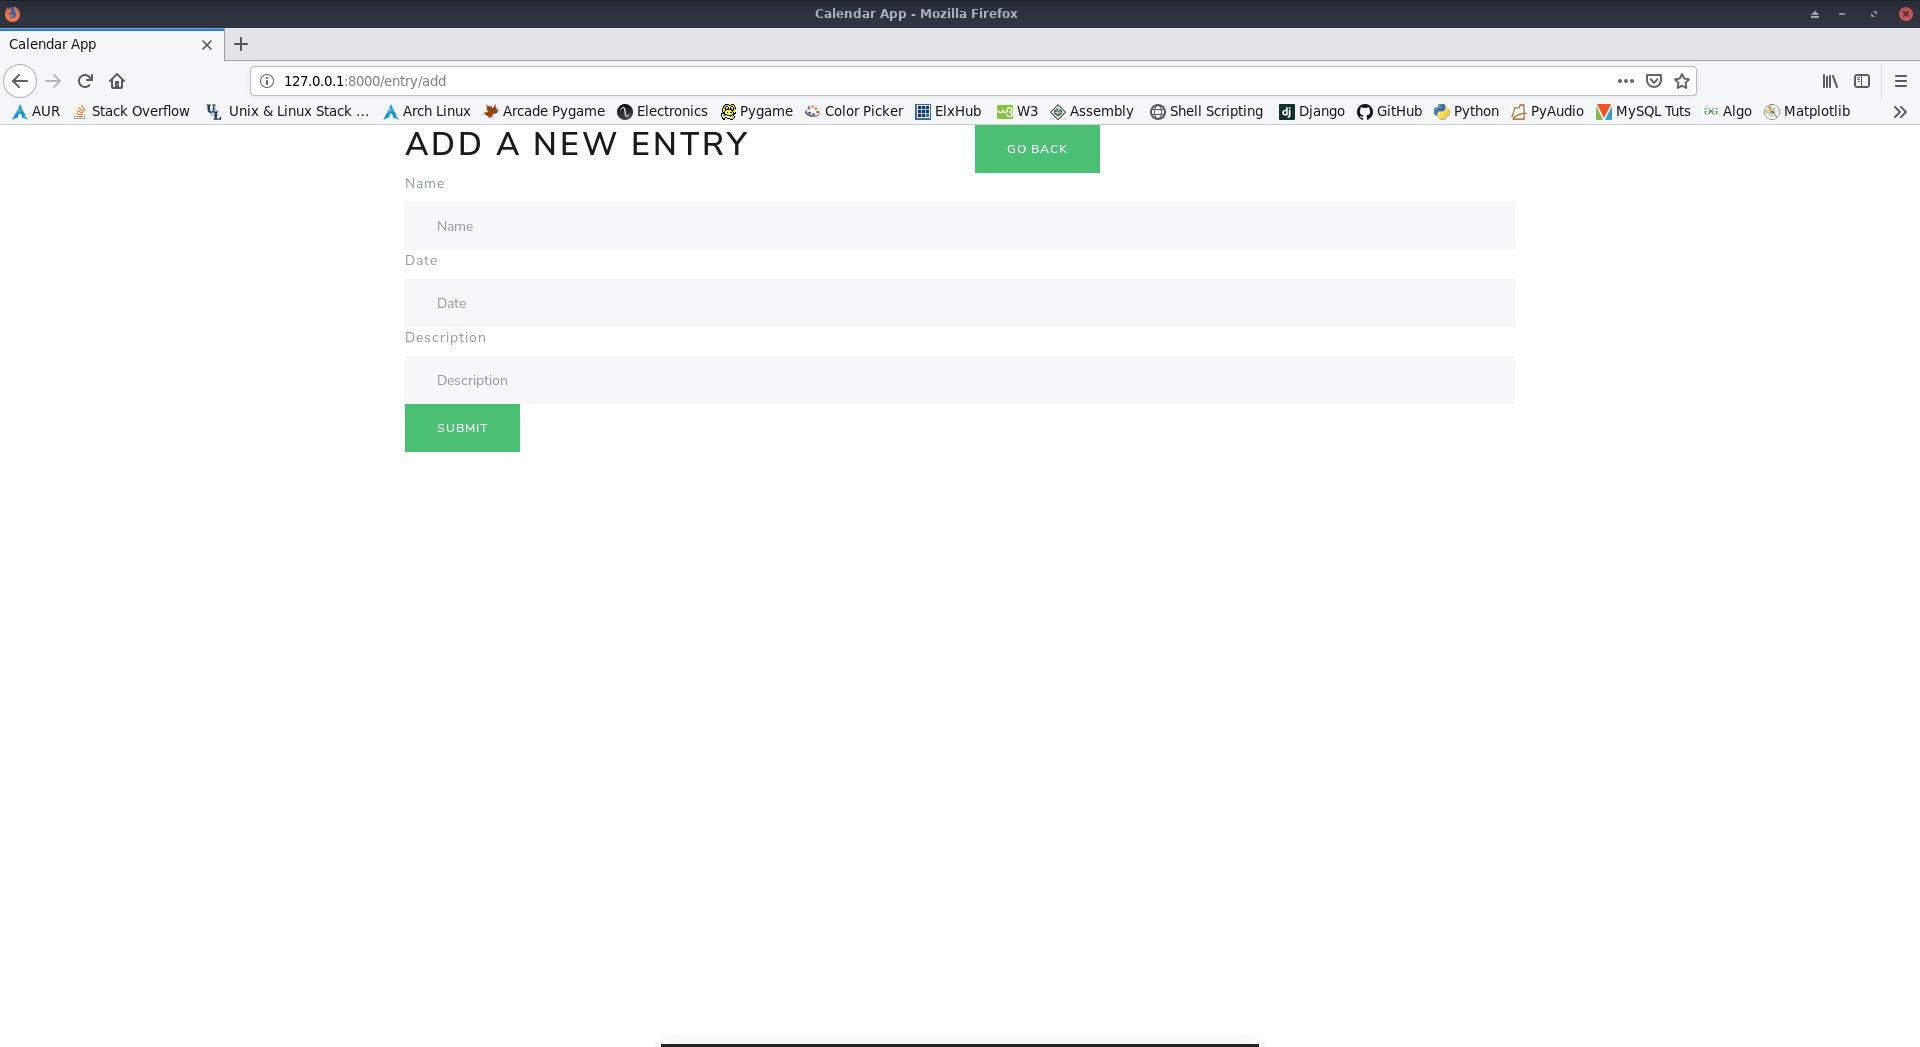 Calendar App - Mozilla Firefox
Calendar App
127.0.0.1:8000/entry/add
AUR Stack Overflow Unix & Linux Stack ... Arch Linux Arcade Pygame Electronics Pygame Color Picker ElxHub W3 Assembly Shell Scripting Django GitHub Python PyAudio MySQL Tuts Algo Matplotlib
ADD A NEW ENTRY GO BACK
Name
Name
Date
Date
Description
Description
SUBMIT